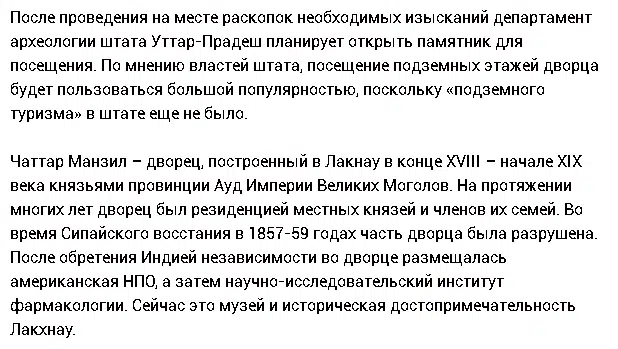 После проведения на месте раскопок необходимых изысканий департамент
археологии штата Уттар-Прадеш планирует открыть памятник для
посещения. По мнению властей штата, посещение подземных этажей дворца
будет пользоваться большой популярностью, поскольку «подземного
туризма» в штате еще не было.

Чаттар Манзил – дворец, построенный в Лакнау в конце XVIII – начале XIX
века князьями провинции Ауд Империи Великих Моголов. На протяжении
многих лет дворец был резиденцией местных князей и членов их семей. Во
время Сипайского восстания в 1857-59 годах часть дворца была разрушена.
После обретения Индией независимости во дворце размещалась
американская НПО, а затем научно-исследовательский институт
фармакологии. Сейчас это музей и историческая достопримечательность
Лакхнау.